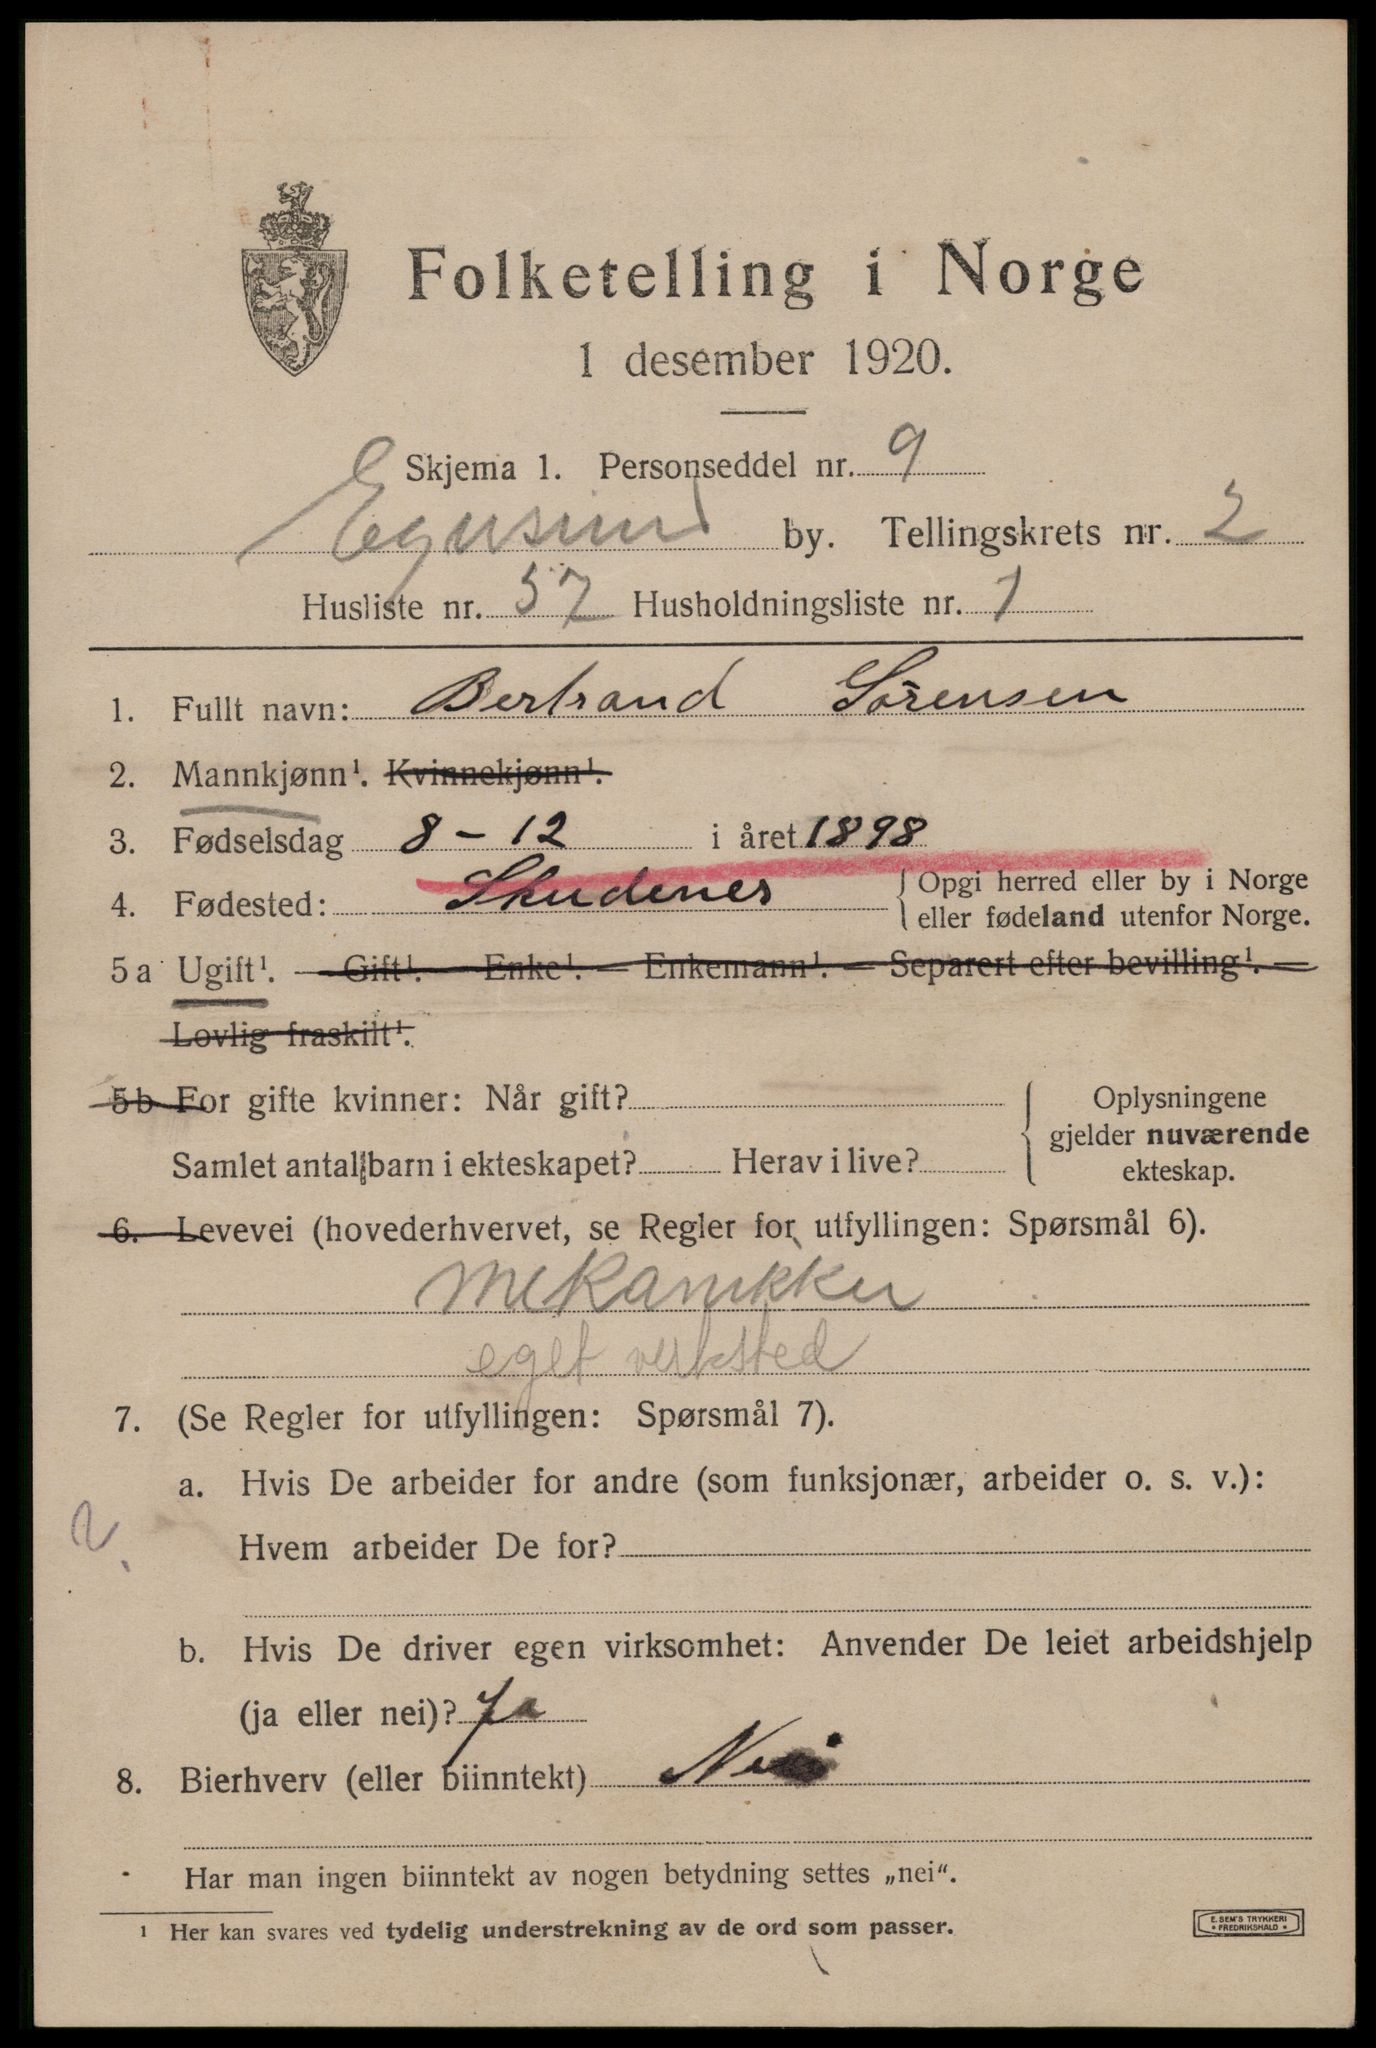 Folketelling i Norge
1 desember 1920.
Skjema 1. Personseddel nr. 9
Egersund by. Tellingskrets nr. 2
Husliste nr. 57 Husholdningsliste nr. 1
1. Fullt navn: Bertrand Sörensen
2. Mannkjønn¹. Kvinnekjønn¹.
3. Fødselsdag 8-12 i året 1898
4. Fødested: Skudenes { Opgi herred eller by i Norge
eller fødeland utenfor Norge.
5 a Ugift¹. — Gift¹. — Enke¹. — Enkemann¹. — Separert efter bevilling¹. —
Lovlig fraskilt¹.
5 b For gifte kvinner: Når gift? { Oplysningene
gjelder nuværende
Samlet antal barn i ekteskapet? Herav i live? ekteskap.
6. Levevei (hovederhvervet, se Regler for utfyllingen: Spørsmål 6).
Mekanikker
eget verksted
7. (Se Regler for utfyllingen: Spørsmål 7).
a. Hvis De arbeider for andre (som funksjonær, arbeider o. s. v.):
2.
Hvem arbeider De for?
b. Hvis De driver egen virksomhet: Anvender De leiet arbeidshjelp
(ja eller nei)? Ja
8. Bierhverv (eller biinntekt) Nei
Har man ingen biinntekt av nogen betydning settes „nei“.
¹ Her kan svares ved tydelig understrekning av de ord som passer.
E. SEM'S TRYKKERI
• FREDRIKSHALD •